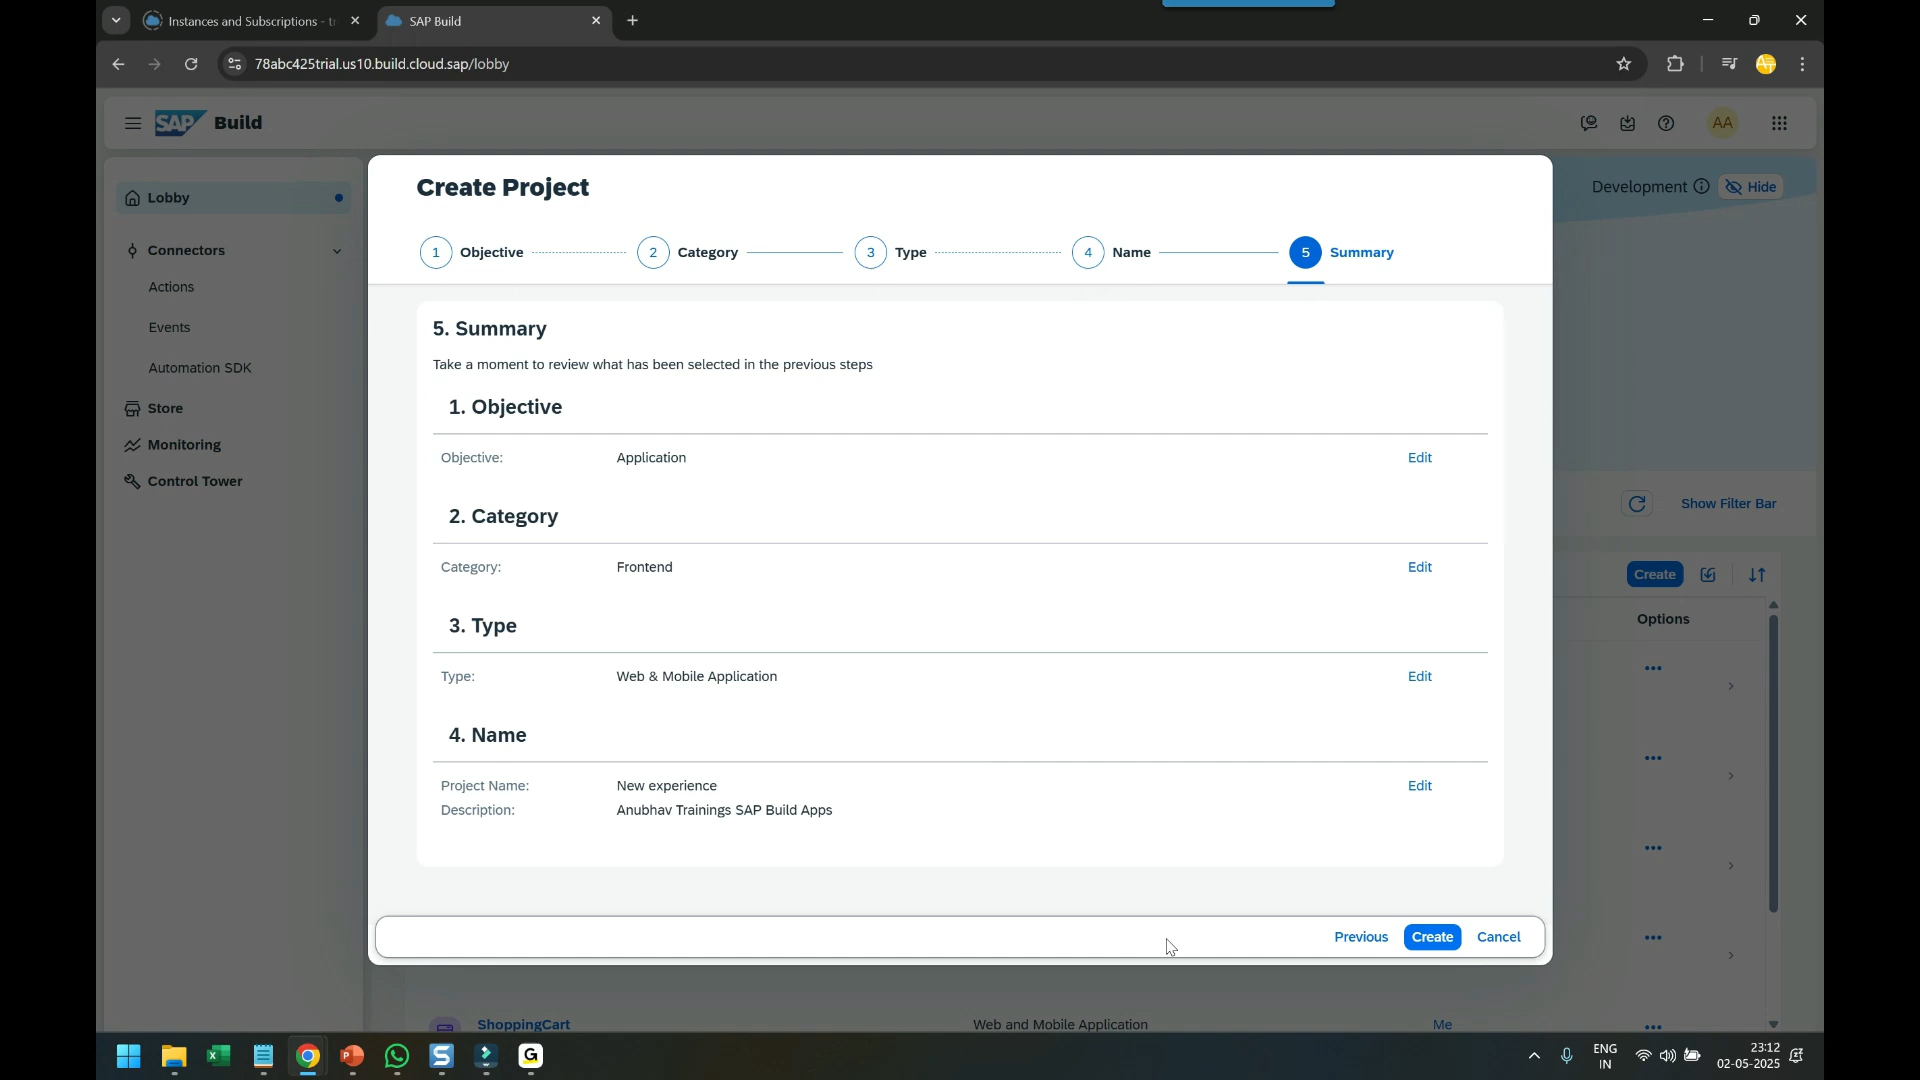 Instances and Subscriptions - tr
SAP Build
78abc425trial.us10.build.cloud.sap/lobby
SAP Build
AA
Lobby
Connectors
Actions
Events
Automation SDK
Store
Monitoring
Control Tower
Development
Hide
Show Filter Bar
Create
Options
Create Project
1 Objective
2 Category
3 Type
4 Name
5 Summary
5. Summary
Take a moment to review what has been selected in the previous steps
1. Objective
Objective: Application Edit
2. Category
Category: Frontend Edit
3. Type
Type: Web & Mobile Application Edit
4. Name
Project Name: New experience Edit
Description: Anubhav Trainings SAP Build Apps
Previous Create Cancel
ShoppingCart Web and Mobile Application Me
ENG
IN
23:12
02-05-2025